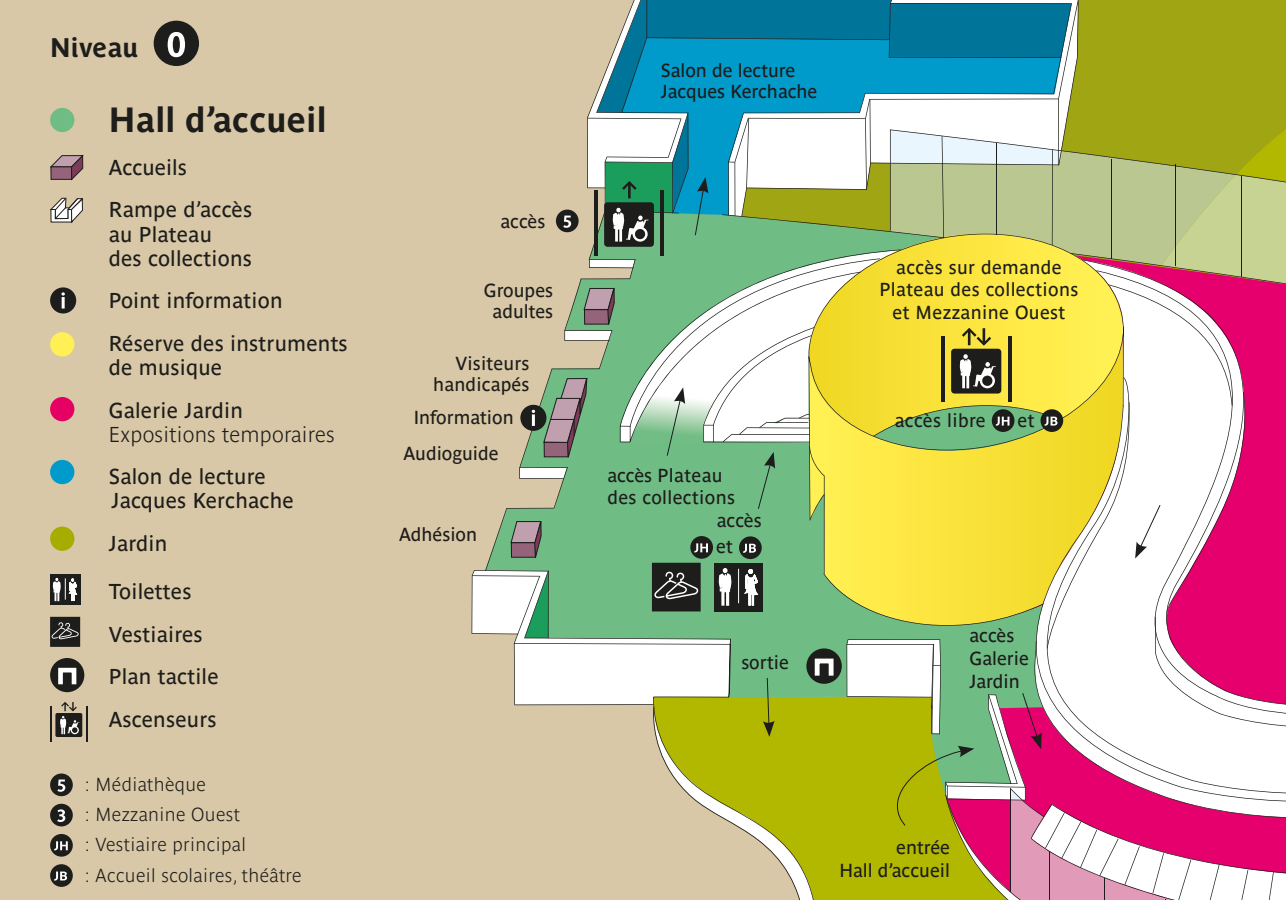 Niveau 0
Hall d’accueil
Accueils
Rampe d’accès
au Plateau
des collections
i Point information
Réserve des instruments
de musique
Galerie Jardin
Expositions temporaires
Salon de lecture
Jacques Kerchache
Jardin
Toilettes
Vestiaires
Plan tactile
Ascenseurs
5 : Médiathèque
3 : Mezzanine Ouest
JH : Vestiaire principal
JB : Accueil scolaires, théâtre
Salon de lecture
Jacques Kerchache
accès 5
Groupes
adultes
Visiteurs
handicapés
Information i
Audioguide
Adhésion
accès sur demande
Plateau des collections
et Mezzanine Ouest
accès libre JH et JB
accès Plateau
des collections
accès
JH et JB
sortie
accès
Galerie
Jardin
entrée
Hall d’accueil